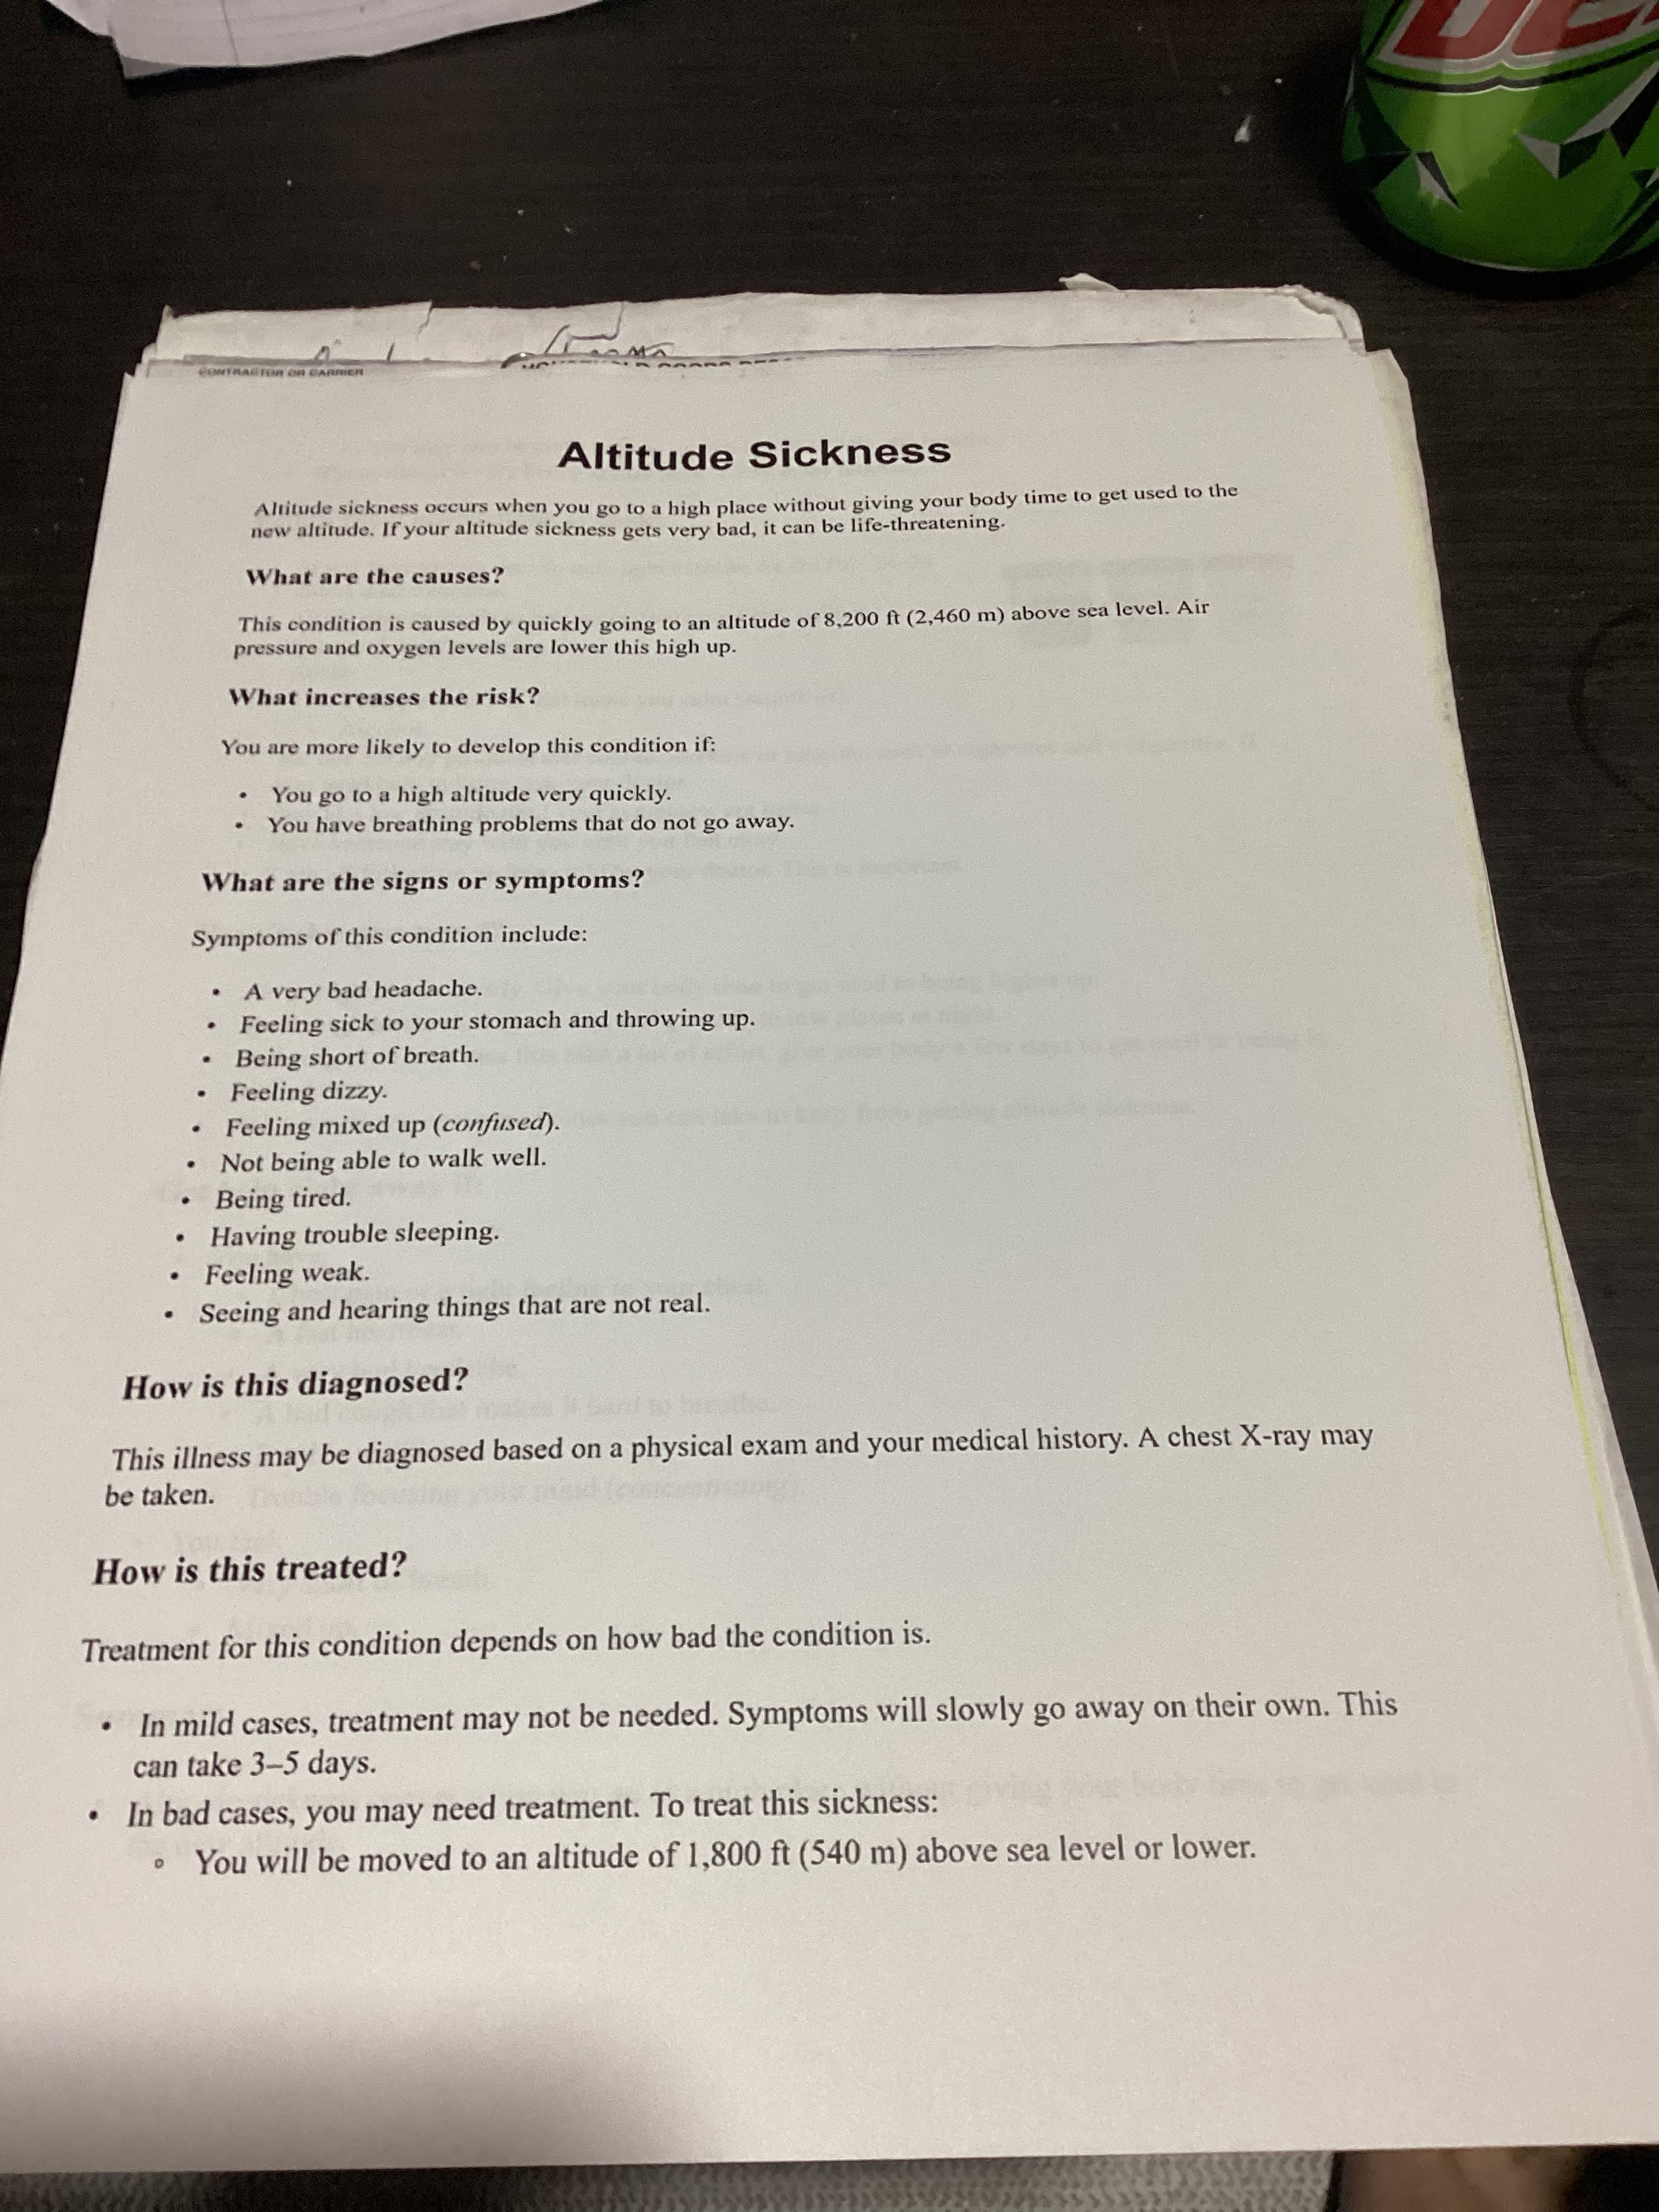 CONTRACTOR OR CARRIER
Altitude Sickness
Altitude sickness occurs when you go to a high place without giving your body time to get used to the
new altitude. If your altitude sickness gets very bad, it can be life-threatening.
What are the causes?
This condition is caused by quickly going to an altitude of 8,200 ft (2,460 m) above sea level. Air
pressure and oxygen levels are lower this high up.
What increases the risk?
You are more likely to develop this condition if:
• You go to a high altitude very quickly.
• You have breathing problems that do not go away.
What are the signs or symptoms?
Symptoms of this condition include:
• A very bad headache.
• Feeling sick to your stomach and throwing up.
• Being short of breath.
• Feeling dizzy.
• Feeling mixed up (confused).
• Not being able to walk well.
• Being tired.
• Having trouble sleeping.
• Feeling weak.
• Seeing and hearing things that are not real.
How is this diagnosed?
This illness may be diagnosed based on a physical exam and your medical history. A chest X-ray may
be taken.
How is this treated?
Treatment for this condition depends on how bad the condition is.
• In mild cases, treatment may not be needed. Symptoms will slowly go away on their own. This
can take 3–5 days.
• In bad cases, you may need treatment. To treat this sickness:
◦ You will be moved to an altitude of 1,800 ft (540 m) above sea level or lower.